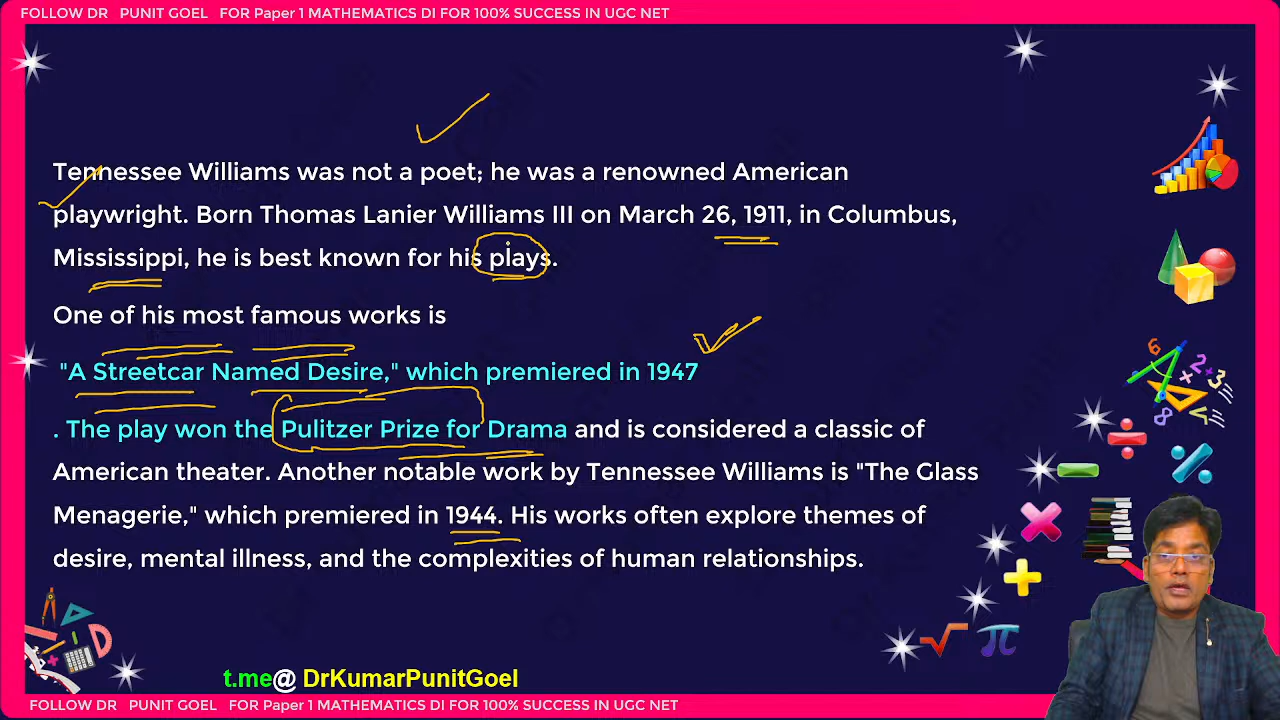 FOLLOW DR PUNIT GOEL FOR Paper 1 MATHEMATICS DI FOR 100% SUCCESS IN UGC NET
Tennessee Williams was not a poet; he was a renowned American
playwright. Born Thomas Lanier Williams III on March 26, 1911, in Columbus,
Mississippi, he is best known for his plays.
One of his most famous works is
"A Streetcar Named Desire," which premiered in 1947
. The play won the Pulitzer Prize for Drama and is considered a classic of
American theater. Another notable work by Tennessee Williams is "The Glass
Menagerie," which premiered in 1944. His works often explore themes of
desire, mental illness, and the complexities of human relationships.
t.me@ DrKumarPunitGoel
FOLLOW DR PUNIT GOEL FOR Paper 1 MATHEMATICS DI FOR 100% SUCCESS IN UGC NET